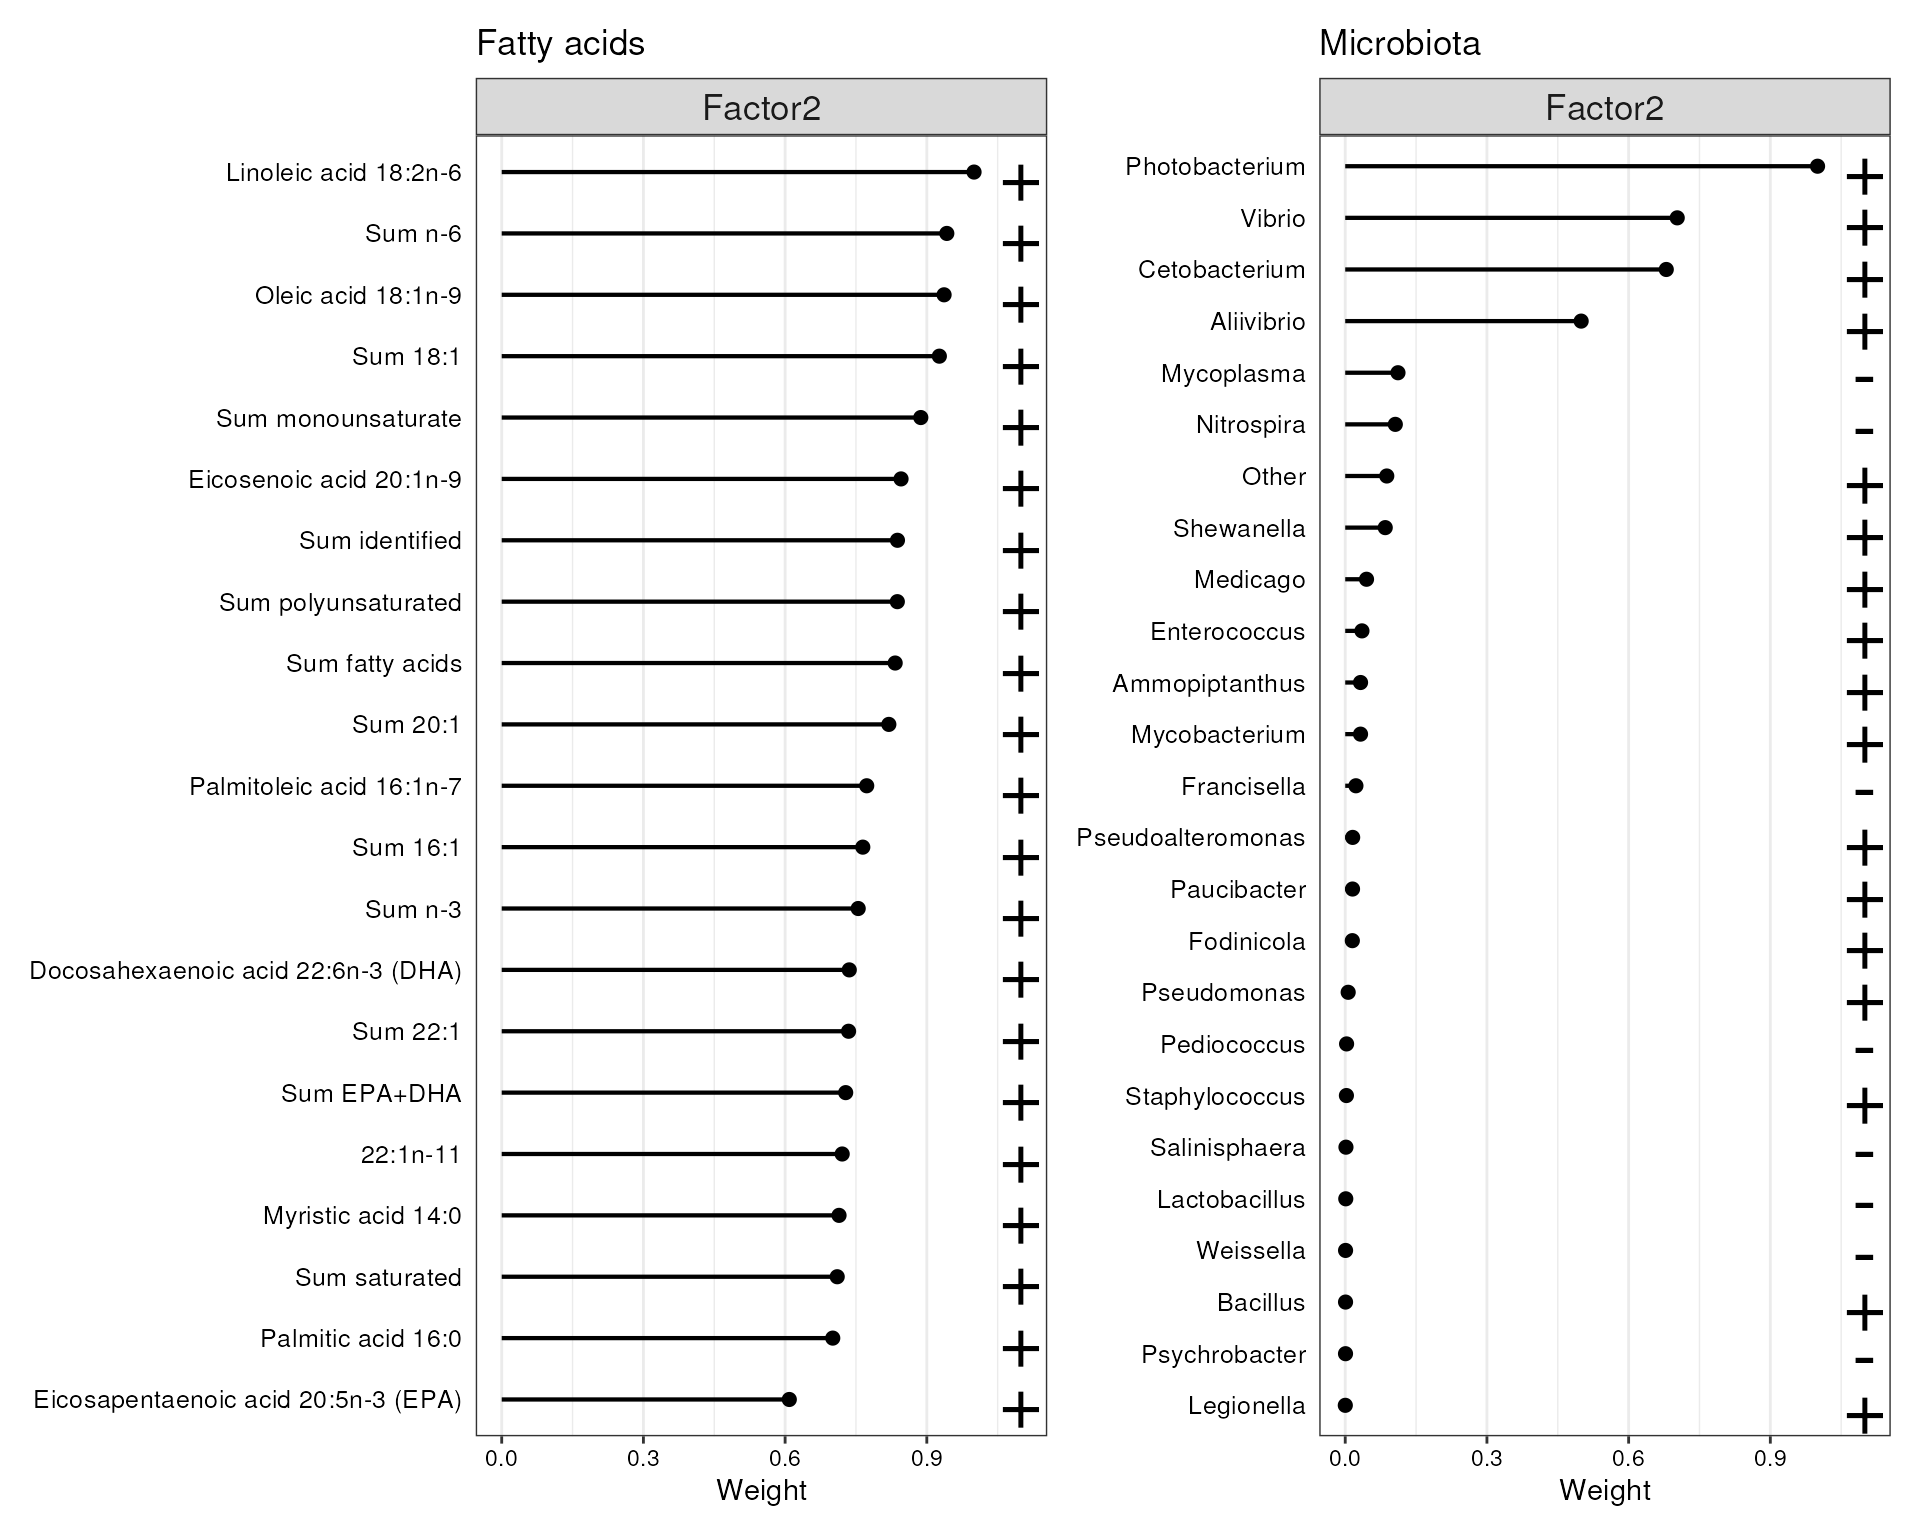 Fatty acids
Factor2
Linoleic acid 18:2n-6 +
Sum n-6 +
Oleic acid 18:1n-9 +
Sum 18:1 +
Sum monounsaturate +
Eicosenoic acid 20:1n-9 +
Sum identified +
Sum polyunsaturated +
Sum fatty acids +
Sum 20:1 +
Palmitoleic acid 16:1n-7 +
Sum 16:1 +
Sum n-3 +
Docosahexaenoic acid 22:6n-3 (DHA) +
Sum 22:1 +
Sum EPA+DHA +
22:1n-11 +
Myristic acid 14:0 +
Sum saturated +
Palmitic acid 16:0 +
Eicosapentaenoic acid 20:5n-3 (EPA) +
0.0 0.3 0.6 0.9
Weight
Microbiota
Factor2
Photobacterium +
Vibrio +
Cetobacterium +
Aliivibrio +
Mycoplasma -
Nitrospira -
Other +
Shewanella +
Medicago +
Enterococcus +
Ammopiptanthus +
Mycobacterium +
Francisella -
Pseudoalteromonas +
Paucibacter +
Fodinicola +
Pseudomonas +
Pediococcus -
Staphylococcus +
Salinisphaera -
Lactobacillus -
Weissella -
Bacillus +
Psychrobacter -
Legionella +
0.0 0.3 0.6 0.9
Weight